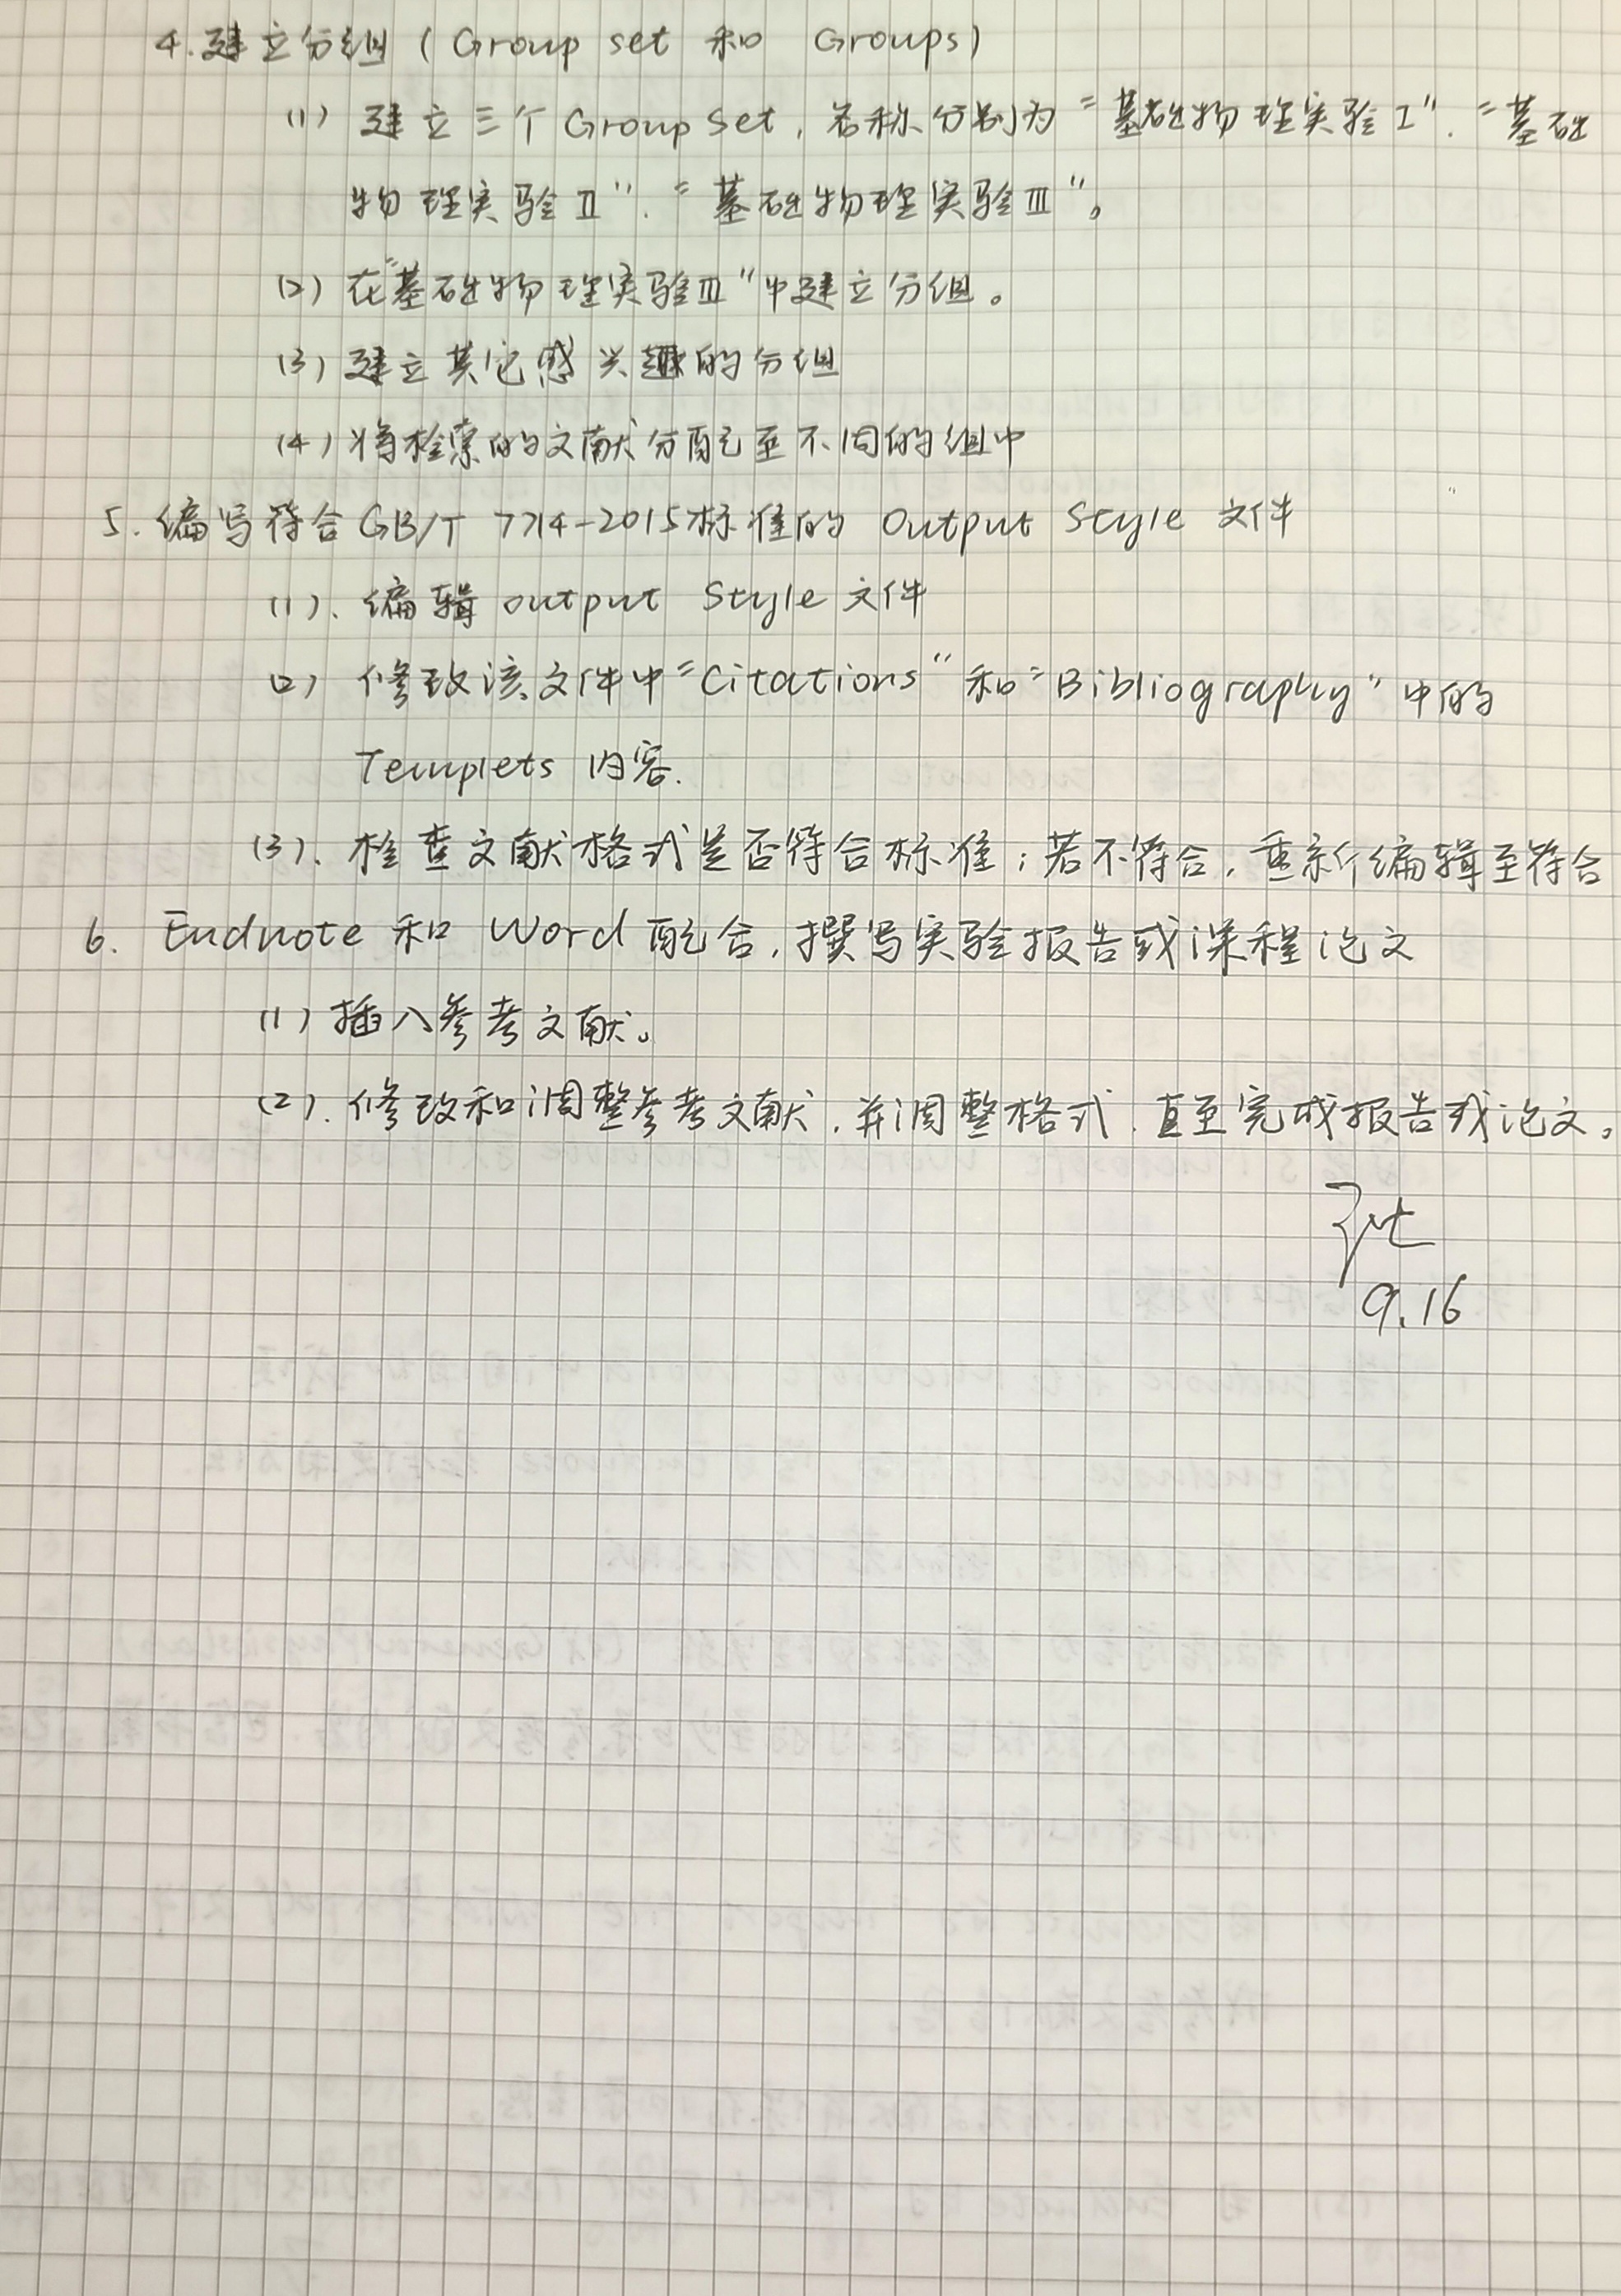 4. 建立分组 (Group set 和 Groups)
(1) 建立三个 Group Set, 名称分别为“基础物理实验I”、“基础
物理实验Ⅱ”、“基础物理实验Ⅲ”。
(2) 在“基础物理实验Ⅲ”中建立分组。
(3) 建立其它感兴趣的分组
(4) 将检索的文献分配至不同的组中
5. 编写符合GB/T 7714-2015标准的 Output Style 文件
(1). 编辑 output Style 文件
(2) 修改该文件中“Citations”和“Bibliography”中的
Templets 内容.
(3). 检查文献格式是否符合标准;若不符合,重新编辑至符合
6. Endnote 和 Word 配合,撰写实验报告或课程论文
(1) 插入参考文献。
(2). 修改和调整参考文献,并调整格式,直至完成报告或论文。
9.16